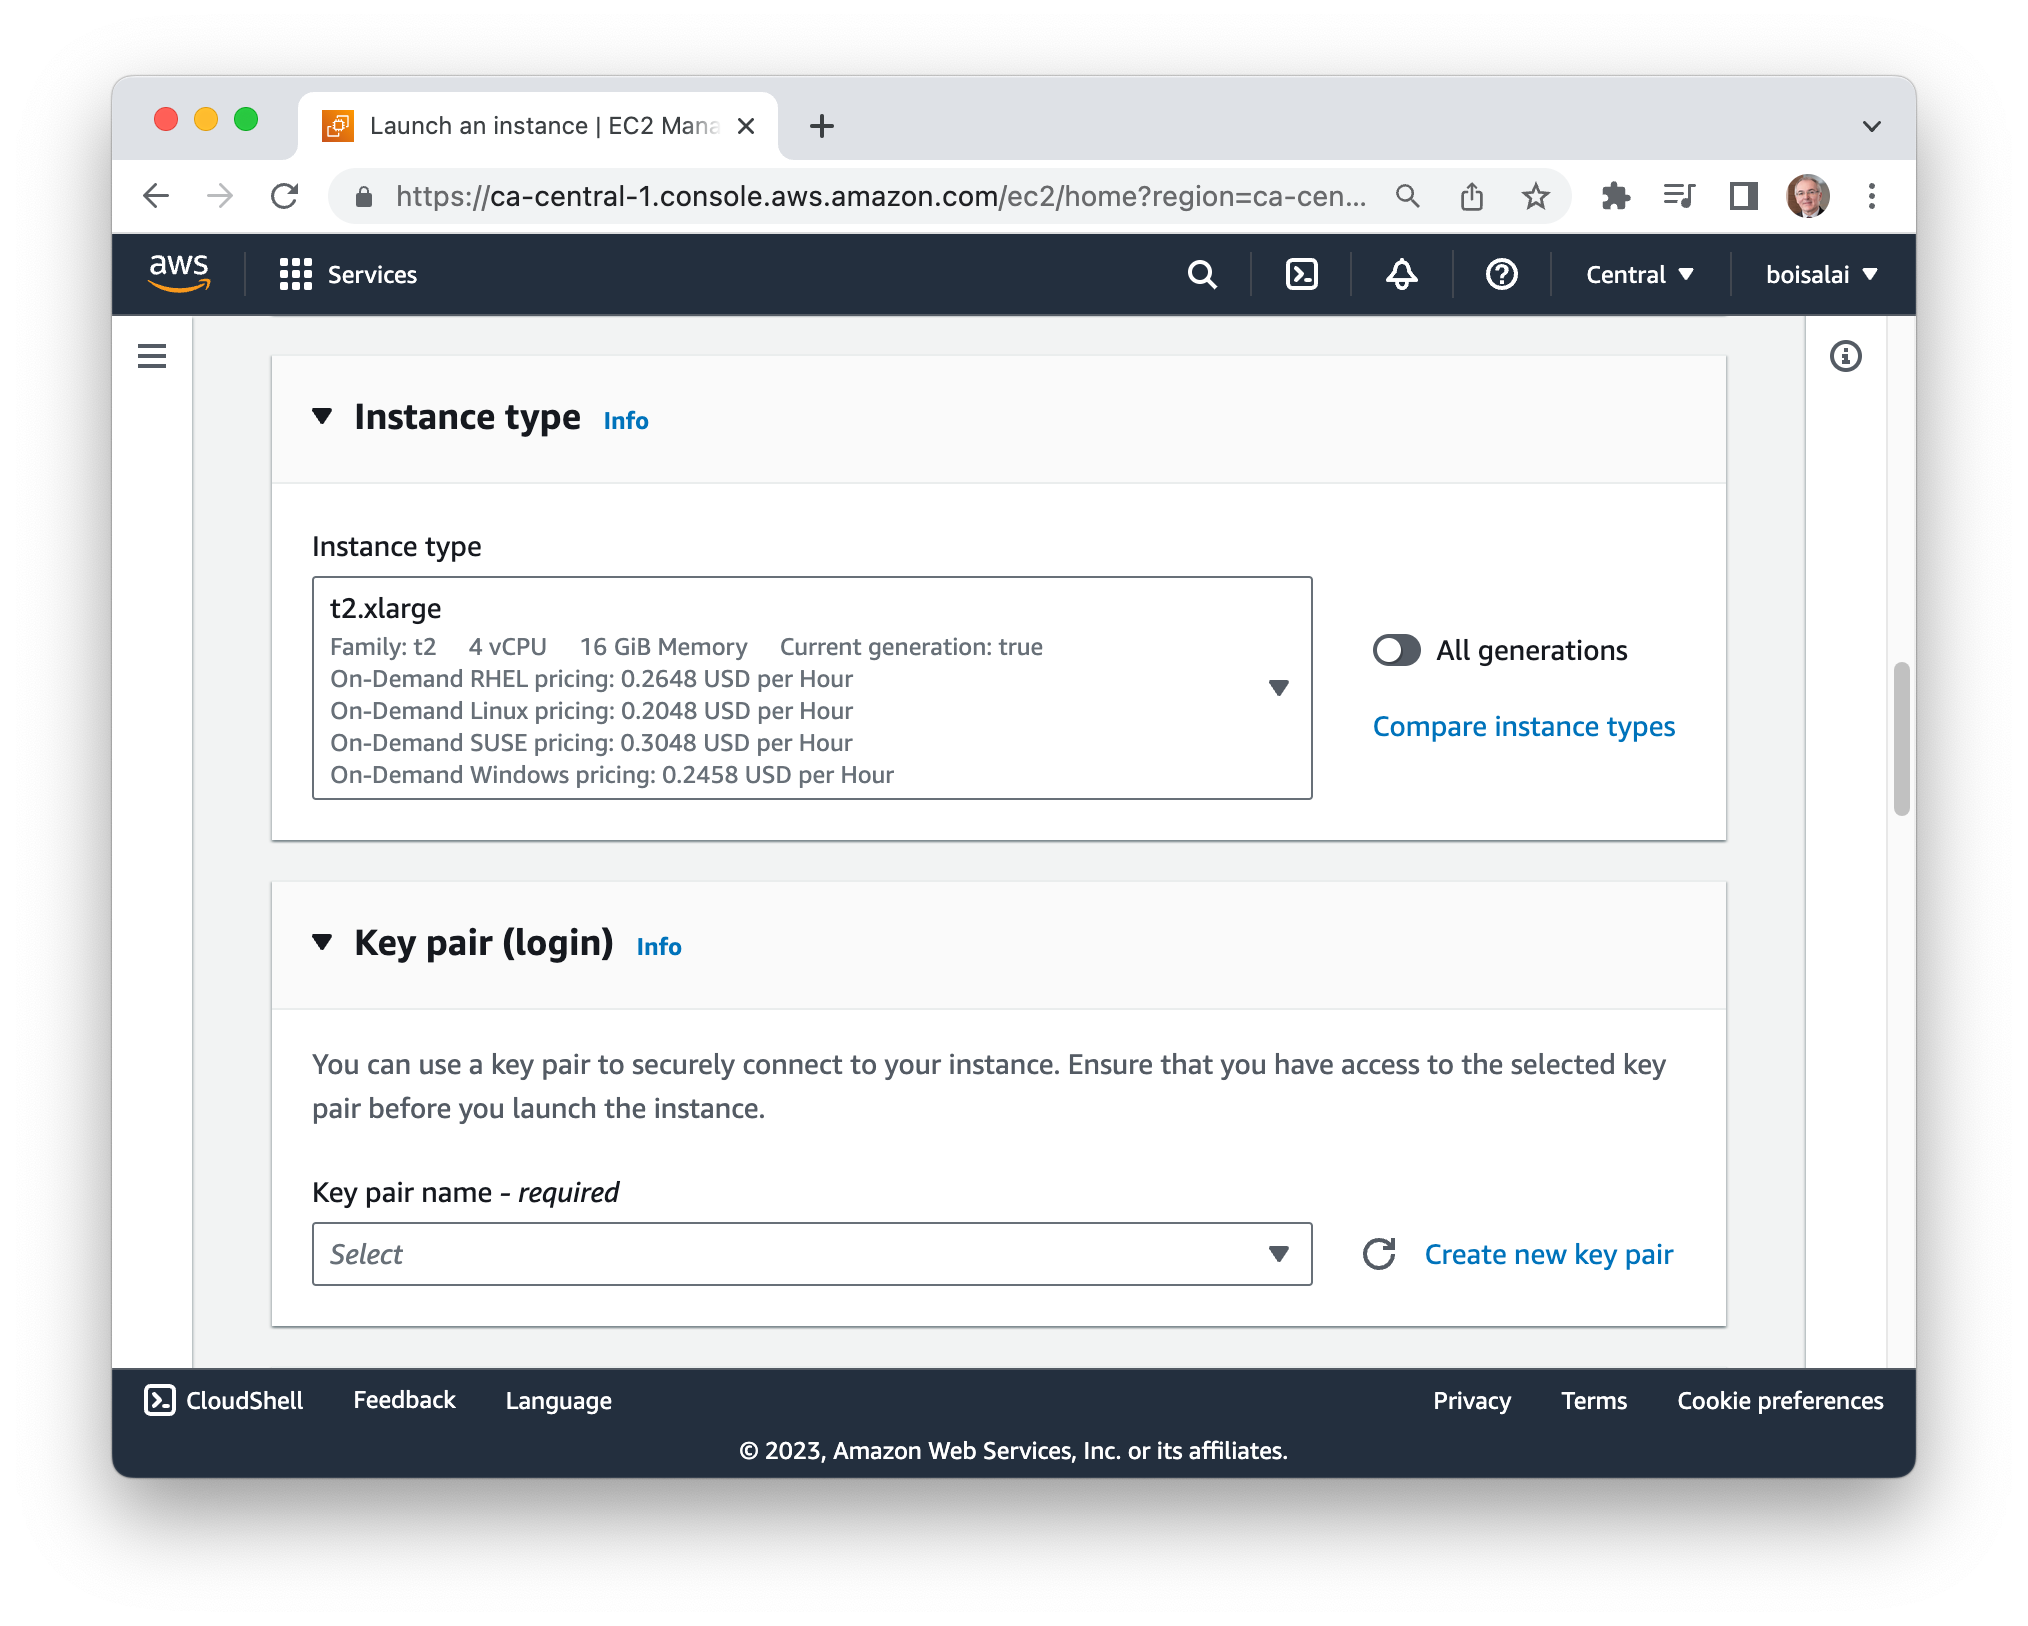 Launch an instance | EC2 Mana
https://ca-central-1.console.aws.amazon.com/ec2/home?region=ca-cen...
aws Services Central boisalai
Instance type Info
Instance type
t2.xlarge
Family: t2 4 vCPU 16 GiB Memory Current generation: true
On-Demand RHEL pricing: 0.2648 USD per Hour
On-Demand Linux pricing: 0.2048 USD per Hour
On-Demand SUSE pricing: 0.3048 USD per Hour
On-Demand Windows pricing: 0.2458 USD per Hour
All generations
Compare instance types
Key pair (login) Info
You can use a key pair to securely connect to your instance. Ensure that you have access to the selected key
pair before you launch the instance.
Key pair name - required
Select
Create new key pair
CloudShell Feedback Language Privacy Terms Cookie preferences
© 2023, Amazon Web Services, Inc. or its affiliates.